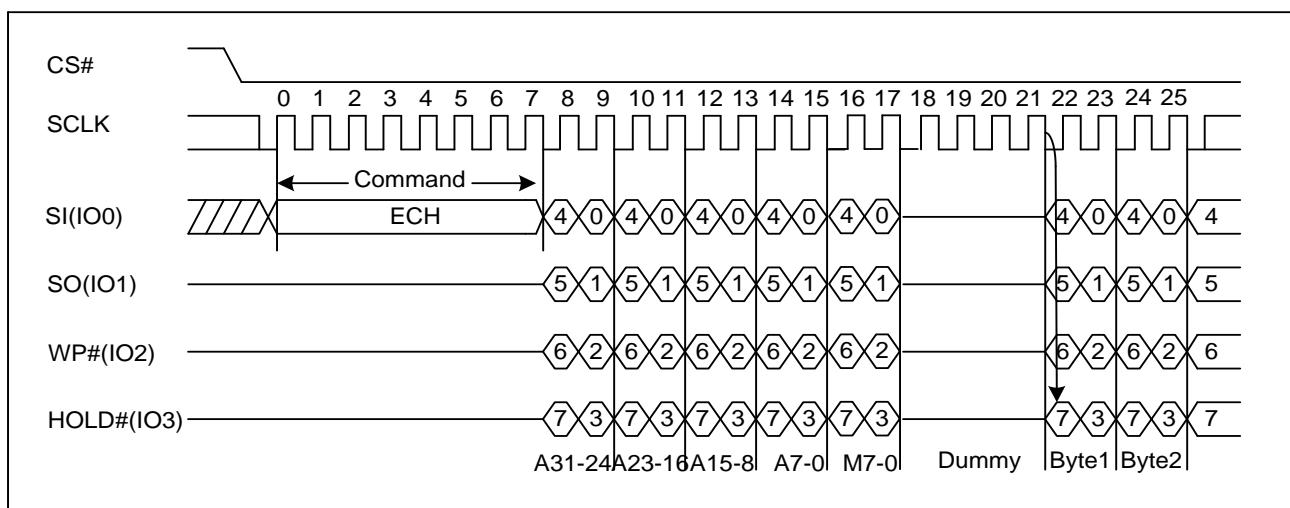 CS#
0 1 2 3 4 5 6 7 8 9 10 11 12 13 14 15 16 17 18 19 20 21 22 23 24 25
SCLK
Command
SI(IO0) ECH 4 0 4 0 4 0 4 0 4 0 4 0 4 0 4
SO(IO1) 5 1 5 1 5 1 5 1 5 1 5 1 5 1 5
WP#(IO2) 6 2 6 2 6 2 6 2 6 2 6 2 6 2 6
HOLD#(IO3) 7 3 7 3 7 3 7 3 7 3 7 3 7 3 7
A31-24 A23-16 A15-8 A7-0 M7-0 Dummy Byte1 Byte2